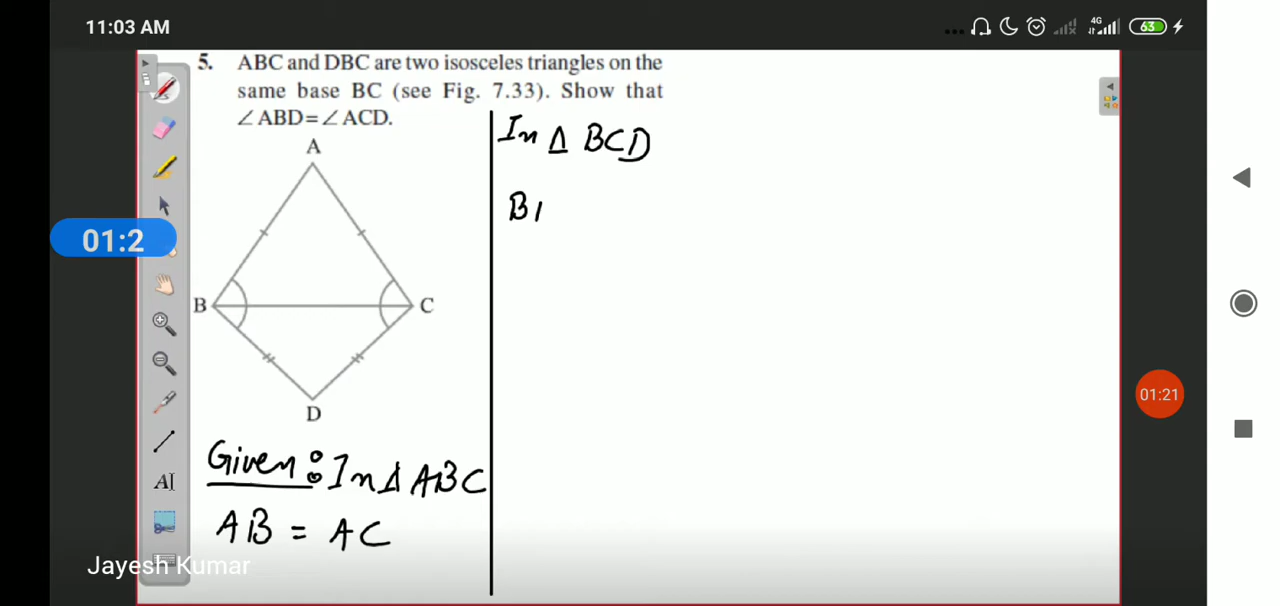 11:03 AM
4G
63
5. ABC and DBC are two isosceles triangles on the
same base BC (see Fig. 7.33). Show that
∠ABD=∠ACD.
A
B
C
D
Given: In Δ ABC
AB = AC
In Δ BCD
01:2
01:21
AI
Jayesh Kumar